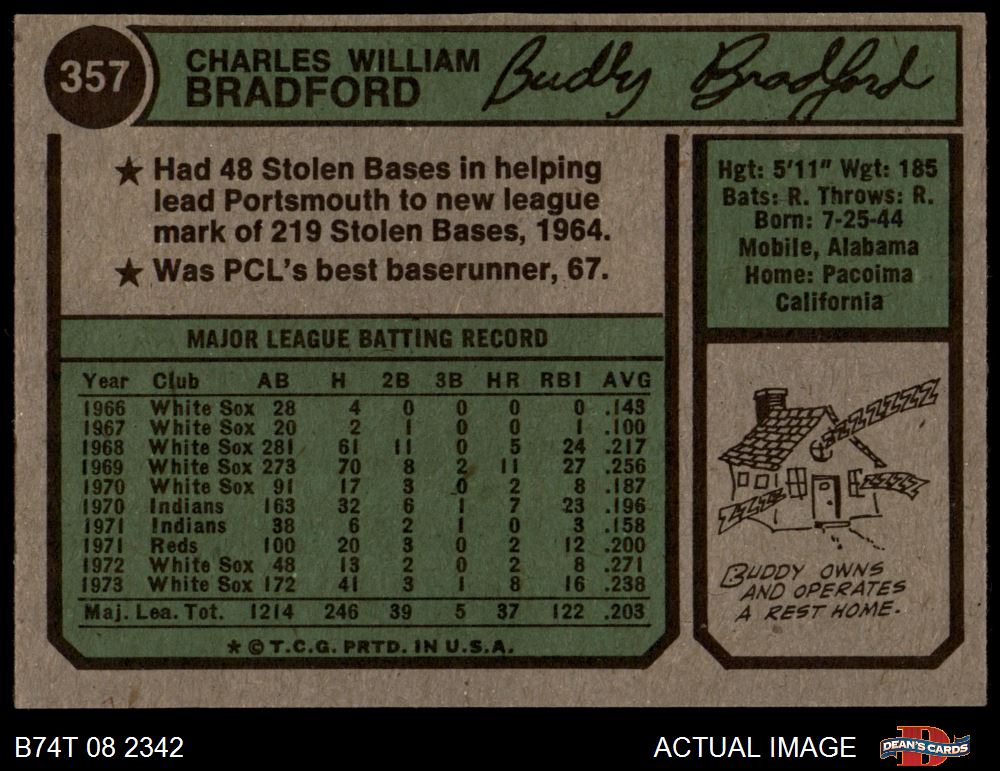 357
CHARLES WILLIAM
BRADFORD
Buddy Bradford
★ Had 48 Stolen Bases in helping
lead Portsmouth to new league
mark of 219 Stolen Bases, 1964.
★ Was PCL's best baserunner, 67.
Hgt: 5'11" Wgt: 185
Bats: R. Throws: R.
Born: 7-25-44
Mobile, Alabama
Home: Pacoima
California
MAJOR LEAGUE BATTING RECORD
Year Club AB H 2B 3B HR RBI AVG
1966 White Sox 28 4 0 0 0 0 .143
1967 White Sox 20 2 1 0 0 1 .100
1968 White Sox 281 61 11 0 5 24 .217
1969 White Sox 273 70 8 2 11 27 .256
1970 White Sox 91 17 3 0 2 8 .187
1970 Indians 163 32 6 1 7 23 .196
1971 Indians 38 6 2 1 0 3 .158
1971 Reds 100 20 3 0 2 12 .200
1972 White Sox 48 13 2 0 2 8 .271
1973 White Sox 172 41 3 1 8 16 .238
Maj. Lea. Tot. 1214 246 39 5 37 122 .203
* © T.C.G. PRTD. IN U.S.A.
BUDDY OWNS
AND OPERATES
A REST HOME.
B74T 08 2342
ACTUAL IMAGE
DEAN'S CARDS